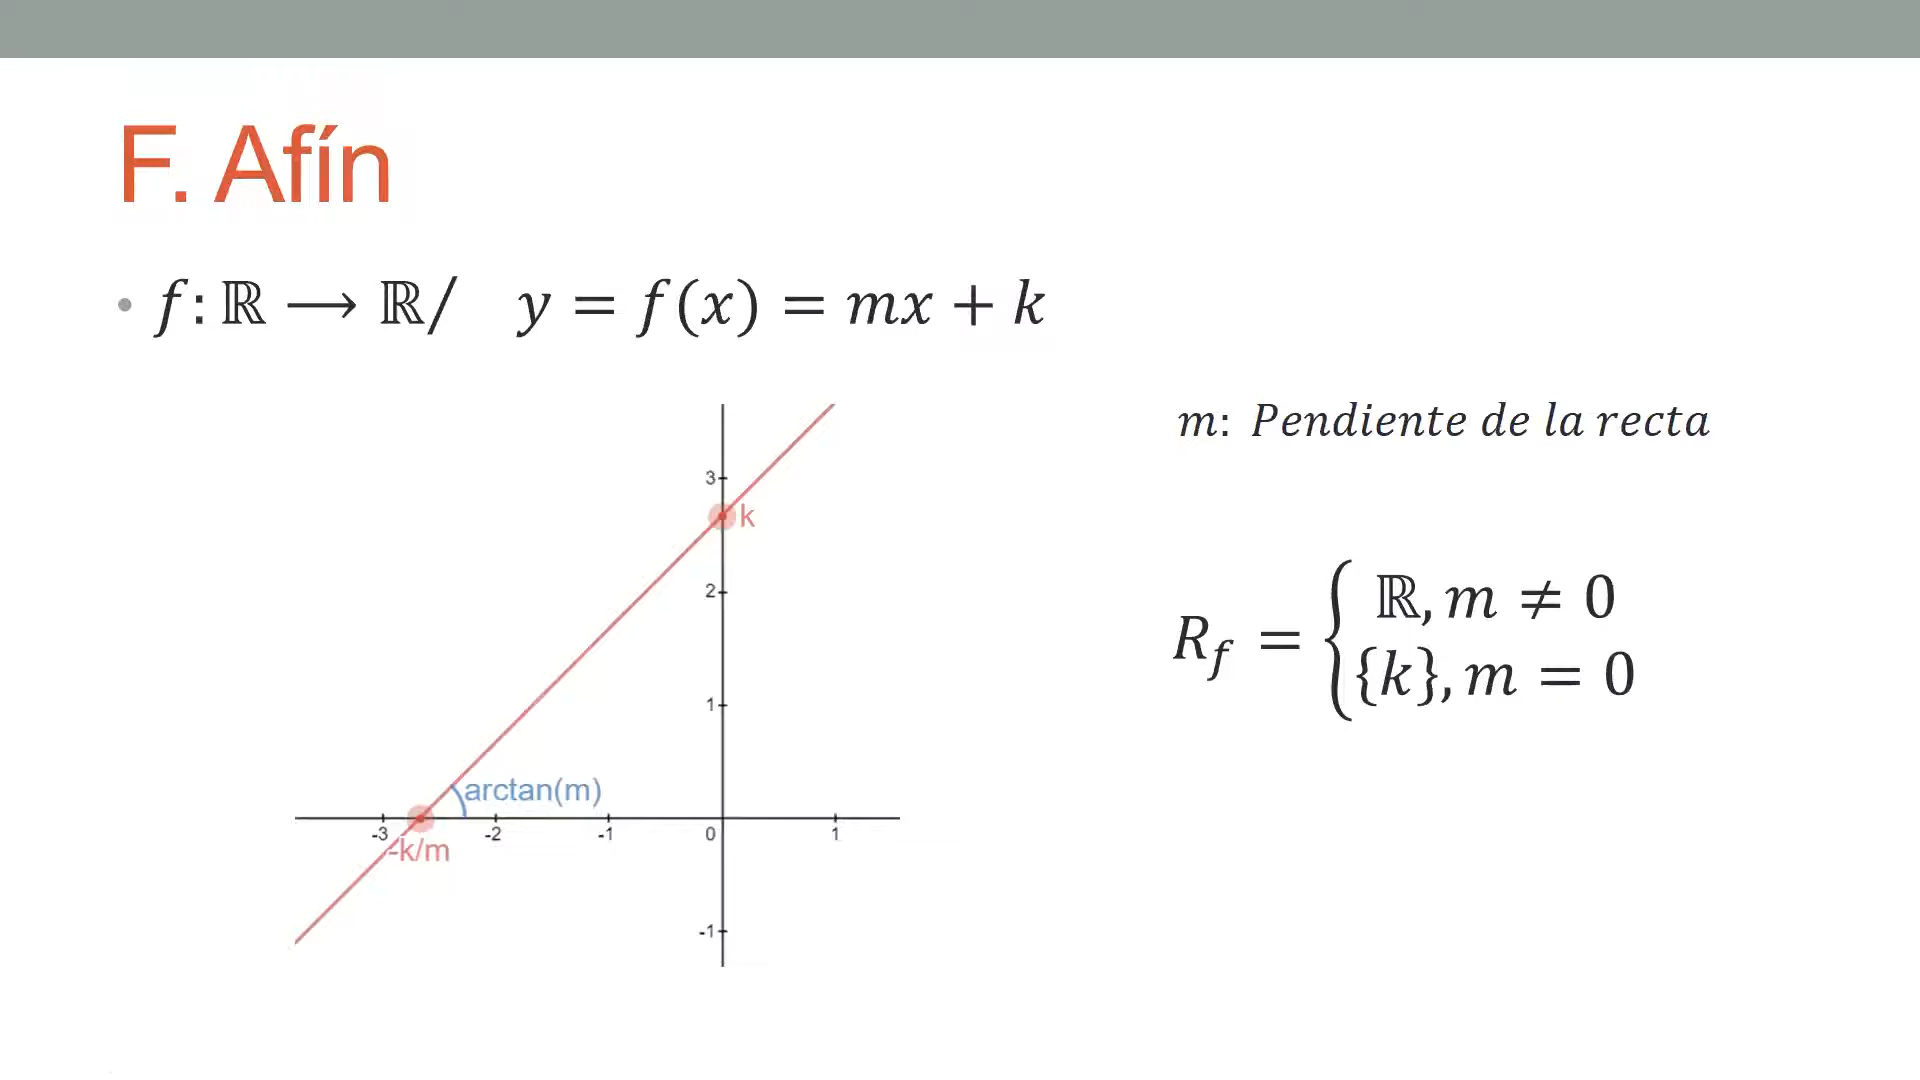 F. Afín
• f: ℝ ⟶ ℝ/ y = f(x) = mx + k
m: Pendiente de la recta
3
k
2
R_f = { ℝ, m ≠ 0
{k}, m = 0
1
arctan(m)
-3 -2 -1 0 1
-k/m
-1